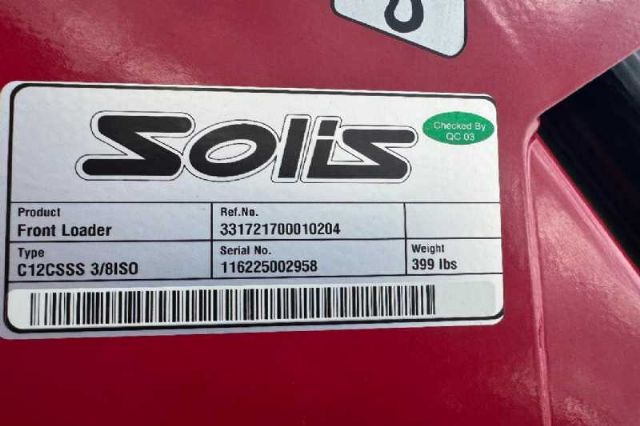 Solis
Checked By
QC 03
Product
Front Loader
Ref.No.
331721700010204
Type
C12CSSS 3/8ISO
Serial No.
116225002958
Weight
399 lbs